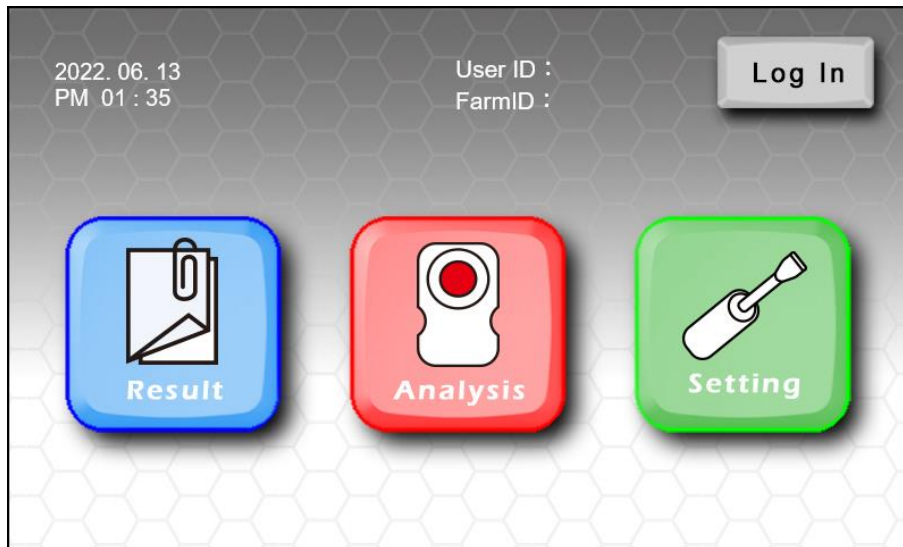 2022. 06. 13
PM 01 : 35
User ID :
FarmID :
Log In
Result
Analysis
Setting